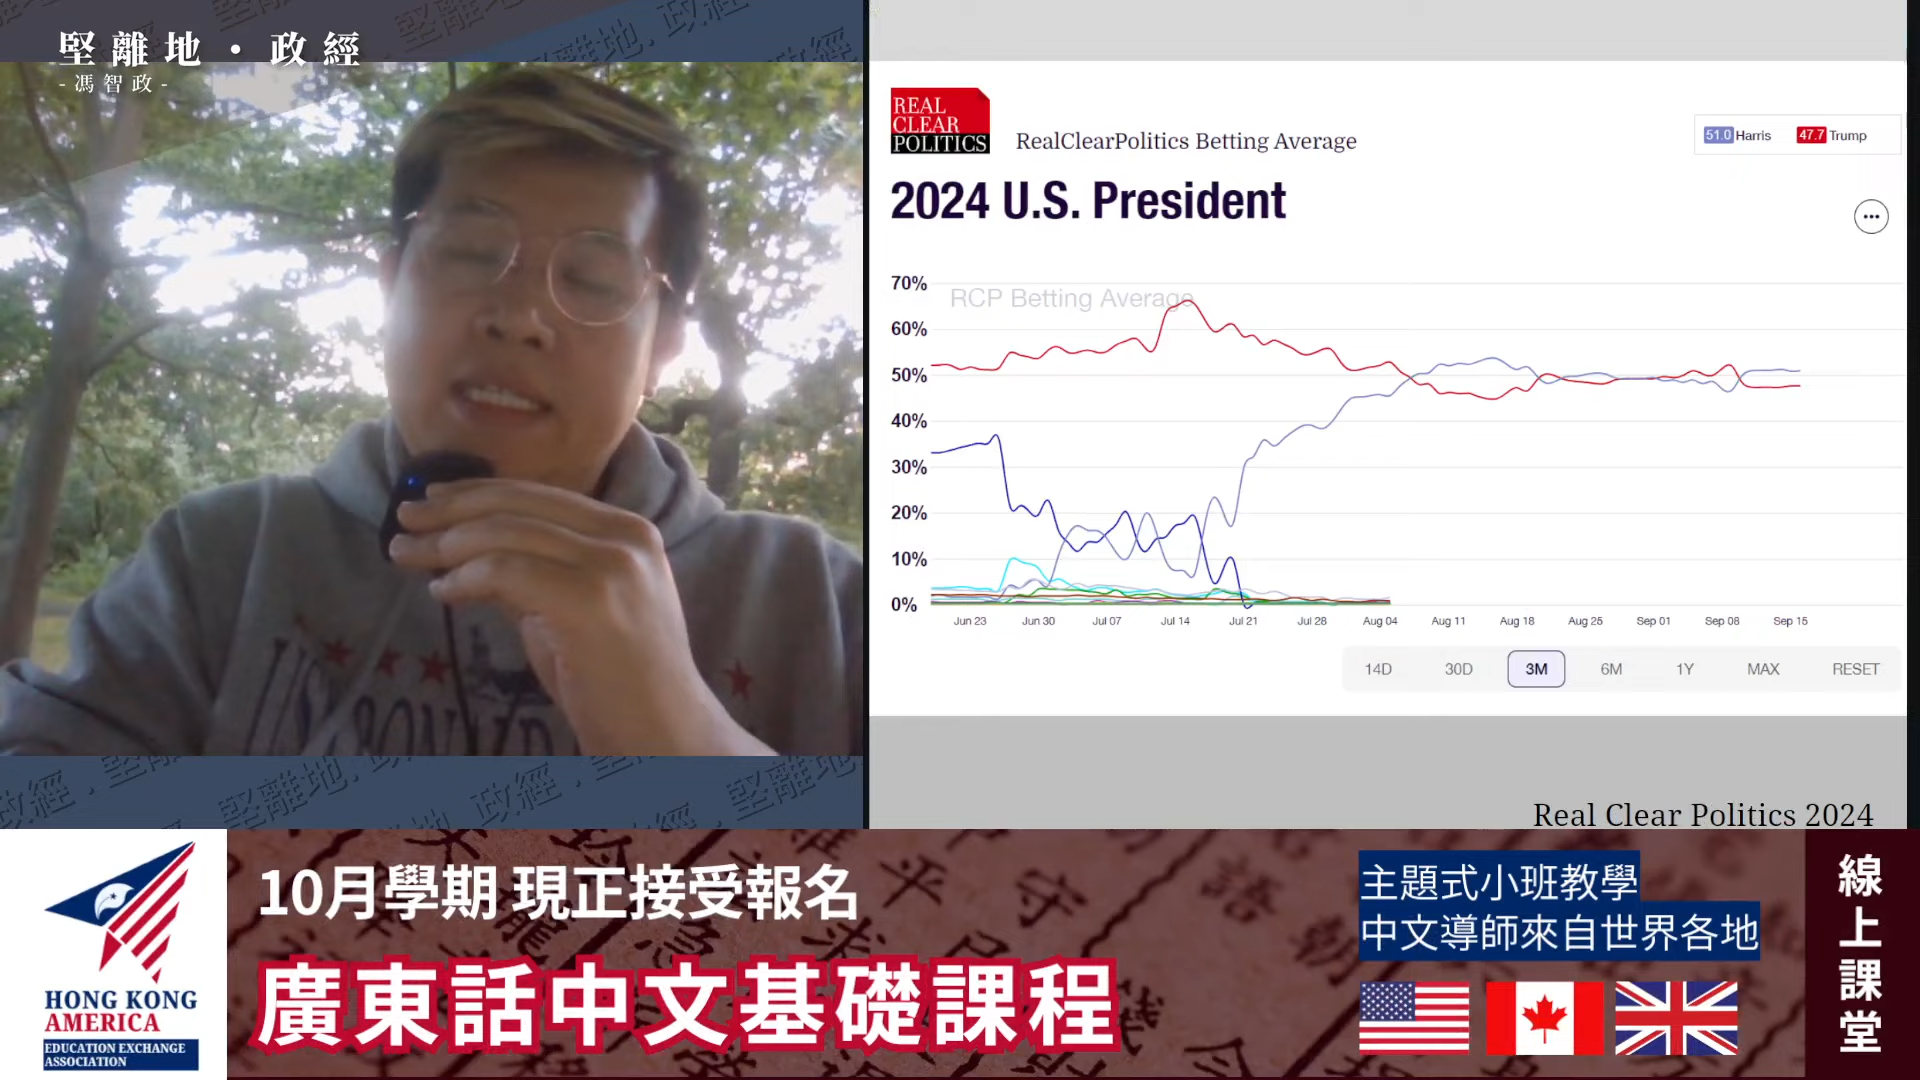 堅離地・政經
-馮智政-
REAL
CLEAR
POLITICS
RealClearPolitics Betting Average
51.0 Harris 47.7 Trump
2024 U.S. President
RCP Betting Average
70%
60%
50%
40%
30%
20%
10%
0%
Jun 23 Jun 30 Jul 07 Jul 14 Jul 21 Jul 28 Aug 04 Aug 11 Aug 18 Aug 25 Sep 01 Sep 08 Sep 15
14D 30D 3M 6M 1Y MAX RESET
Real Clear Politics 2024
HONG KONG
AMERICA
EDUCATION EXCHANGE
ASSOCIATION
10月學期 現正接受報名
廣東話中文基礎課程
主題式小班教學
中文導師來自世界各地
線上課堂